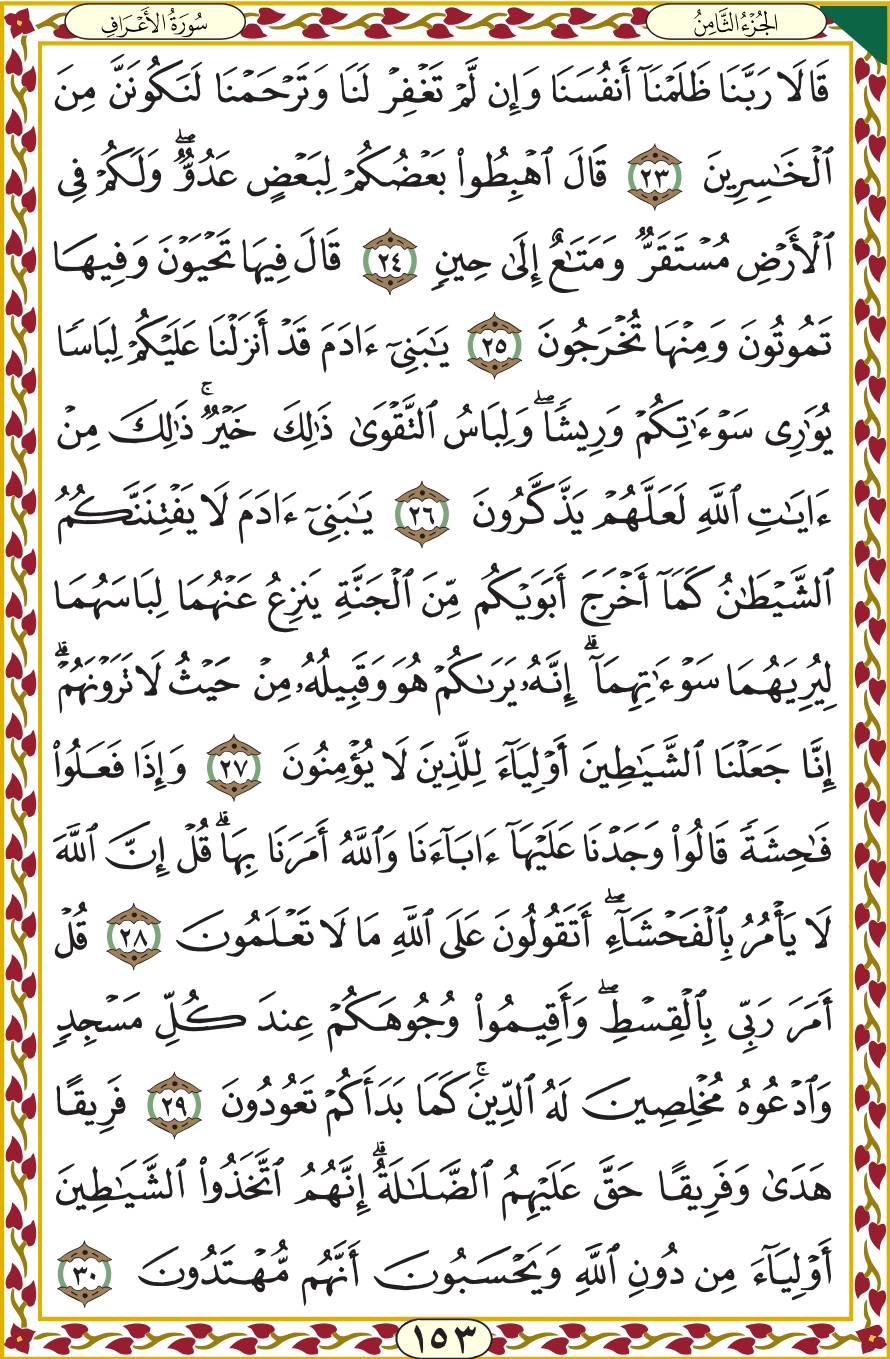 الجُزْءُ الثَّامِنُ
سُورَةُ الأَعْرَافِ
قَالَا رَبَّنَا ظَلَمْنَآ أَنفُسَنَا وَإِن لَّمْ تَغْفِرْ لَنَا وَتَرْحَمْنَا لَنَكُونَنَّ مِنَ
ٱلْخَٰسِرِينَ ٢٣ قَالَ ٱهْبِطُوا۟ بَعْضُكُمْ لِبَعْضٍ عَدُوٌّۖ وَلَكُمْ فِى
ٱلْأَرْضِ مُسْتَقَرٌّ وَمَتَٰعٌ إِلَىٰ حِينٍ ٢٤ قَالَ فِيهَا تَحْيَوْنَ وَفِيهَا
تَمُوتُونَ وَمِنْهَا تُخْرَجُونَ ٢٥ يَٰبَنِىٓ ءَادَمَ قَدْ أَنزَلْنَا عَلَيْكُمْ لِبَاسًا
يُوَٰرِى سَوْءَٰتِكُمْ وَرِيشًاۖ وَلِبَاسُ ٱلتَّقْوَىٰ ذَٰلِكَ خَيْرٌۚ ذَٰلِكَ مِنْ
ءَايَٰتِ ٱللَّهِ لَعَلَّهُمْ يَذَّكَّرُونَ ٢٦ يَٰبَنِىٓ ءَادَمَ لَا يَفْتِنَنَّكُمُ
ٱلشَّيْطَٰنُ كَمَآ أَخْرَجَ أَبَوَيْكُم مِّنَ ٱلْجَنَّةِ يَنزِعُ عَنْهُمَا لِبَاسَهُمَا
لِيُرِيَهُمَا سَوْءَٰتِهِمَآۗ إِنَّهُۥ يَرَىٰكُمْ هُوَ وَقَبِيلُهُۥ مِنْ حَيْثُ لَا تَرَوْنَهُمْۗ
إِنَّا جَعَلْنَا ٱلشَّيَٰطِينَ أَوْلِيَآءَ لِلَّذِينَ لَا يُؤْمِنُونَ ٢٧ وَإِذَا فَعَلُوا۟
فَٰحِشَةً قَالُوا۟ وَجَدْنَا عَلَيْهَآ ءَابَآءَنَا وَٱللَّهُ أَمَرَنَا بِهَاۗ قُلْ إِنَّ ٱللَّهَ
لَا يَأْمُرُ بِٱلْفَحْشَآءِۖ أَتَقُولُونَ عَلَى ٱللَّهِ مَا لَا تَعْلَمُونَ ٢٨ قُلْ
أَمَرَ رَبِّى بِٱلْقِسْطِۖ وَأَقِيمُوا۟ وُجُوهَكُمْ عِندَ كُلِّ مَسْجِدٍ
وَٱدْعُوهُ مُخْلِصِينَ لَهُ ٱلدِّينَۚ كَمَا بَدَأَكُمْ تَعُودُونَ ٢٩ فَرِيقًا
هَدَىٰ وَفَرِيقًا حَقَّ عَلَيْهِمُ ٱلضَّلَٰلَةُۗ إِنَّهُمُ ٱتَّخَذُوا۟ ٱلشَّيَٰطِينَ
أَوْلِيَآءَ مِن دُونِ ٱللَّهِ وَيَحْسَبُونَ أَنَّهُم مُّهْتَدُونَ ٣٠
١٥٣